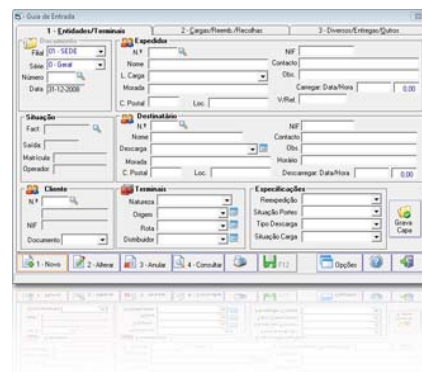 - Guia de Entrada
1 - Entidades/Terminais 2 - Cargas/Reemb./Recolhas 3 - Diversos/Entregas/Outros
Documento
Filial 01 - SEDE
Série 0 - Geral
Número
Data 31-12-2008
Expedidor
N.º NIF
Nome Contacto
L. Carga Obs.
Morada Carregar: Data/Hora 0.00
C. Postal Loc. V/Ref.
Situação
Fact
Saída
Matrícula
Operador
Destinatário
N.º NIF
Nome Contacto
Descarga Obs
Morada Horário
C. Postal Loc. Descarregar: Data/Hora 0.00
Cliente
N.º
NIF
Documento
Terminais
Natureza
Origem
Rota
Distribuidor
Especificações
Reexpedição
Situação Portes
Tipo Descarga
Situação Carga
Grava Capa
1 - Novo 2 - Alterar 3 - Anular 4 - Consultar F12 Opções